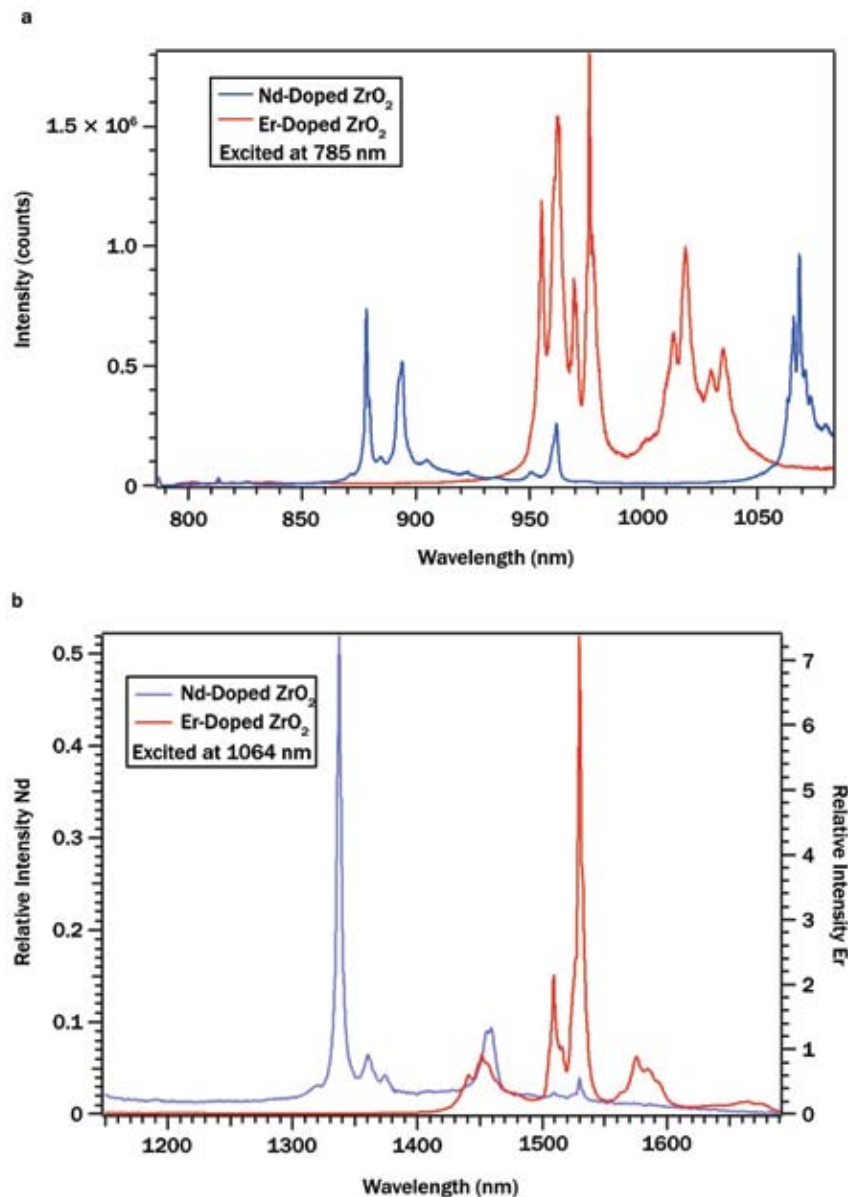 a
Nd-Doped ZrO₂
Er-Doped ZrO₂
Excited at 785 nm
1.5 × 10⁶
1.0
0.5
0
Intensity (counts)
800 850 900 950 1000 1050
Wavelength (nm)
b
Nd-Doped ZrO₂
Er-Doped ZrO₂
Excited at 1064 nm
0.5
0.4
0.3
0.2
0.1
0
Relative Intensity Nd
7
6
5
4
3
2
1
0
Relative Intensity Er
1200 1300 1400 1500 1600
Wavelength (nm)